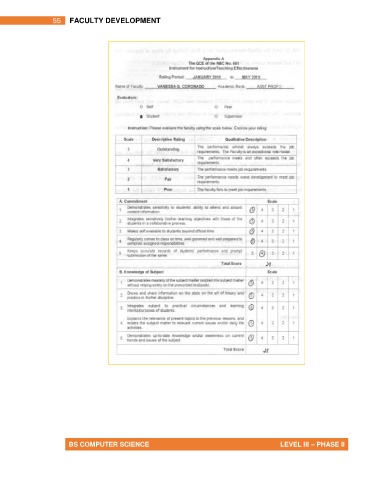 55 FACULTY DEVELOPMENT
Appendix A
The QCE of the NBC No. 461
Instrument for Instruction/Teaching Effectiveness
Rating Period: JANUARY 2019 to MAY 2019
Name of Faculty: VANESSA G. CORONADO Academic Rank: ASST PROF
Evaluators:
Self Peer
Student Supervisor
Instruction: Please evaluate the faculty using the scale below. Encircle your rating
Scale Descriptive Rating Qualitative Description
5 Outstanding The performance almost always exceeds the job
requirements. The Faculty is an exceptional role model
4 Very Satisfactory The performance meets and often exceeds the job
requirements
3 Satisfactory The performance meets job requirements
2 Fair The performance needs some development to meet job
requirements.
1 Poor The faculty fails to meet job requirements
A. Commitment Scale
1. Demonstrates sensitivity to students' ability to attend and absorb 5 4 3 2 1
content information.
2. Integrates sensitively his/her learning objectives with those of the 5 4 3 2 1
students in a collaborative process.
3. Makes self available to students beyond official time 5 4 3 2 1
4. Regularly comes to class on time, well-groomed and well-prepared to 5 4 3 2 1
complete assigned responsibilities
5. Keeps accurate records of students' performance and prompt 5 4 3 2 1
submission of the same
Total Score 24
B. Knowledge of Subject Scale
1. Demonstrates mastery of the subject matter (explain the subject matter 5 4 3 2 1
without relying solely on the prescribed textbook)
2. Draws and share information on the state on the art of theory and 5 4 3 2 1
practice in his/her discipline
3. Integrates subject to practical circumstances and learning 5 4 3 2 1
intents/purposes of students
4. Explains the relevance of present topics to the previous lessons, and 5 4 3 2 1
relates the subject matter to relevant current issues and/or daily life
activities
5. Demonstrates up-to-date knowledge and/or awareness on current 5 4 3 2 1
trends and issues of the subject
Total Score 25
BS COMPUTER SCIENCE LEVEL III – PHASE II